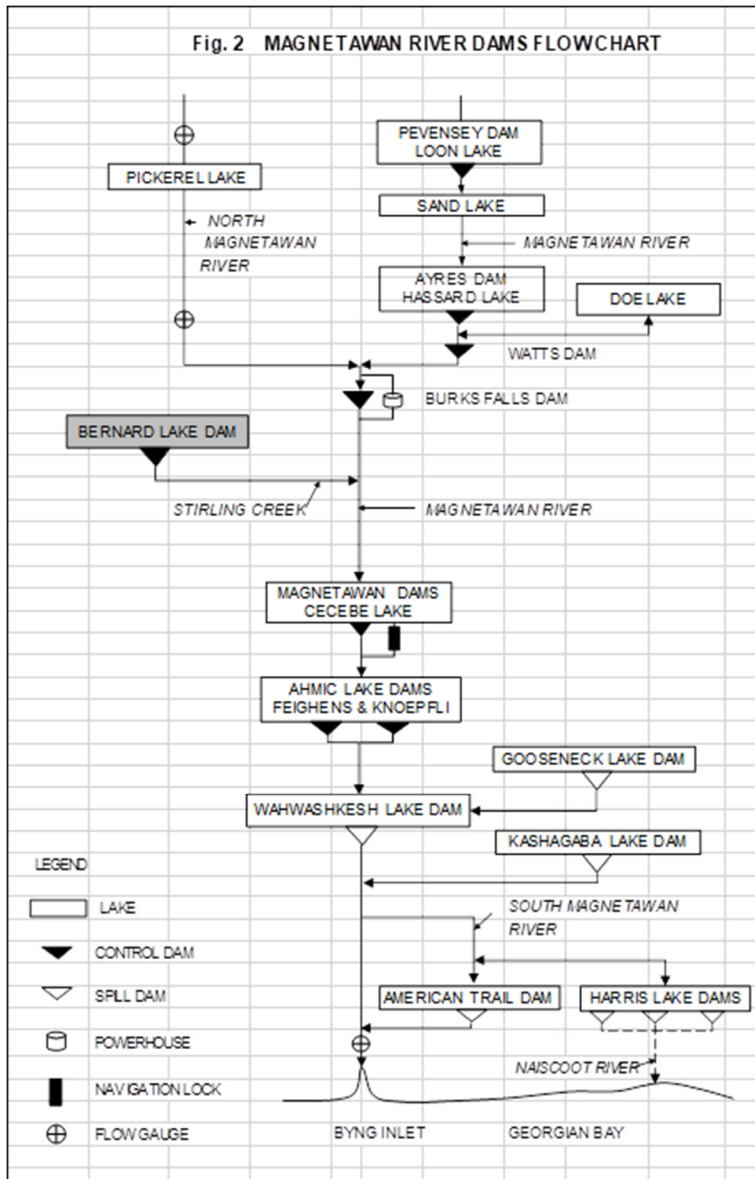 Fig. 2 MAGNETAWAN RIVER DAMS FLOWCHART
PEVENSEY DAM
LOON LAKE
PICKEREL LAKE
SAND LAKE
NORTH
MAGNETAWAN
RIVER
MAGNETAWAN RIVER
AYRES DAM
HASSARD LAKE
DOE LAKE
WATTS DAM
BURKS FALLS DAM
BERNARD LAKE DAM
STIRLING CREEK
MAGNETAWAN RIVER
MAGNETAWAN DAMS
CECEBE LAKE
AHMIC LAKE DAMS
FEIGHENS & KNOEPFLI
GOOSENECK LAKE DAM
WAHWASHKESH LAKE DAM
KASHAGABA LAKE DAM
LEGEND
LAKE
SOUTH MAGNETAWAN
RIVER
CONTROL DAM
SPILL DAM
AMERICAN TRAIL DAM
HARRIS LAKE DAMS
POWERHOUSE
NAISCOOT RIVER
NAVIGATION LOCK
FLOW GAUGE
BYNG INLET
GEORGIAN BAY